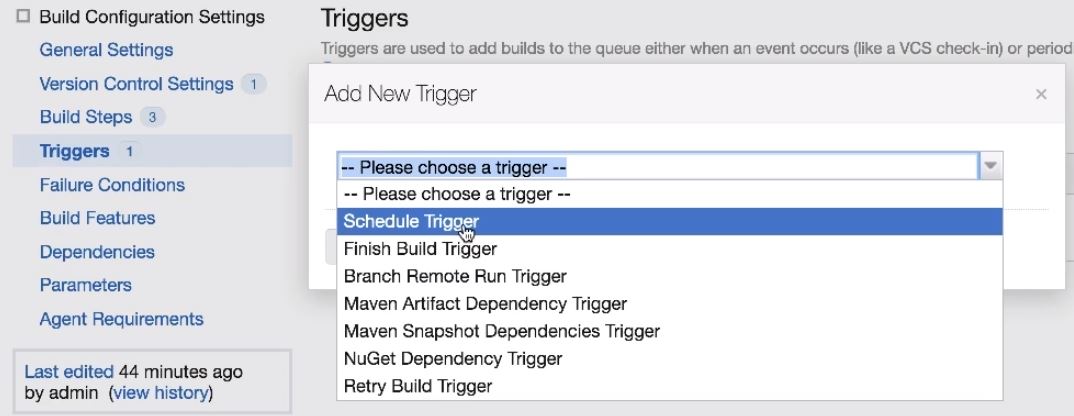 Build Configuration Settings
General Settings
Version Control Settings 1
Build Steps 3
Triggers 1
Failure Conditions
Build Features
Dependencies
Parameters
Agent Requirements
Last edited 44 minutes ago
by admin (view history)
Triggers
Triggers are used to add builds to the queue either when an event occurs (like a VCS check-in) or period
Add New Trigger
×
-- Please choose a trigger --
-- Please choose a trigger --
Schedule Trigger
Finish Build Trigger
Branch Remote Run Trigger
Maven Artifact Dependency Trigger
Maven Snapshot Dependencies Trigger
NuGet Dependency Trigger
Retry Build Trigger